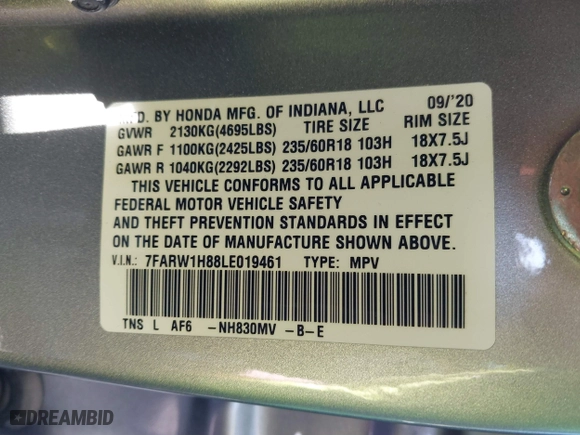 MFD. BY HONDA MFG. OF INDIANA, LLC 09/'20
GVWR 2130KG(4695LBS) TIRE SIZE RIM SIZE
GAWR F 1100KG(2425LBS) 235/60R18 103H 18X7.5J
GAWR R 1040KG(2292LBS) 235/60R18 103H 18X7.5J
THIS VEHICLE CONFORMS TO ALL APPLICABLE
FEDERAL MOTOR VEHICLE SAFETY
AND THEFT PREVENTION STANDARDS IN EFFECT
ON THE DATE OF MANUFACTURE SHOWN ABOVE.
V.I.N.: 7FARW1H88LE019461 TYPE: MPV
TNS L AF6 -NH830MV -B-E
DREAMBID